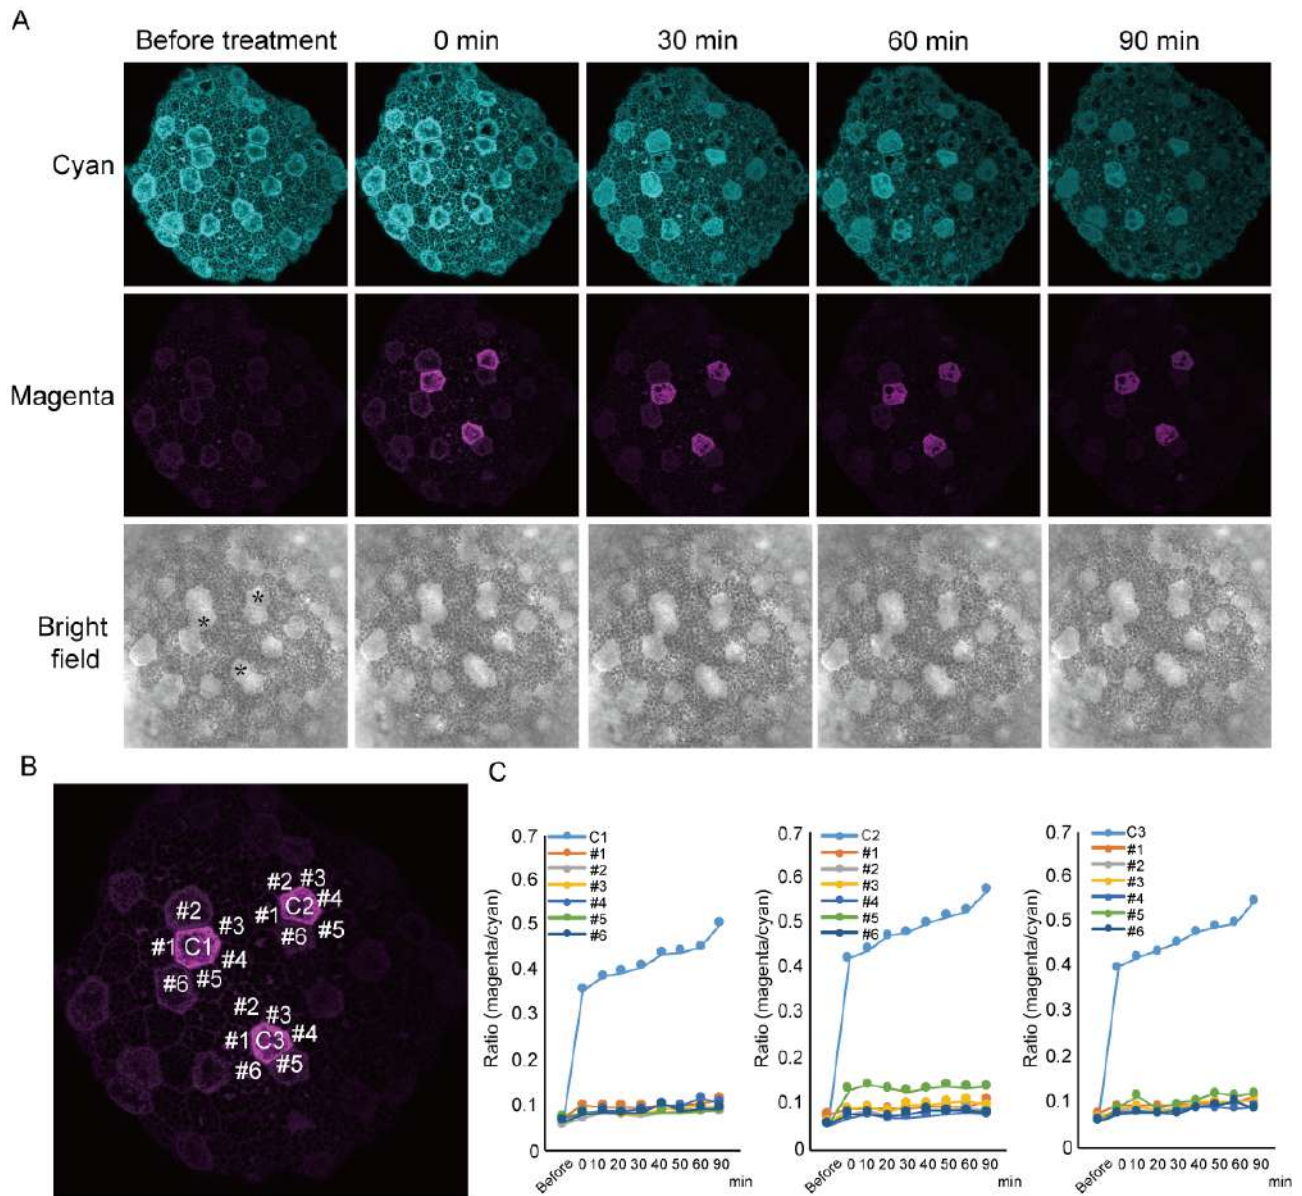 A
Before treatment 0 min 30 min 60 min 90 min
Cyan
Magenta
Bright
field
* * *
B
#2 #3
#1 C1 #4
#6 #5
#2 #3
#1 C2 #4
#6 #5
#2 #3
#1 C3 #4
#6 #5
C
Ratio (magenta/cyan)
0.7
0.6
0.5
0.4
0.3
0.2
0.1
0
C1
#1
#2
#3
#4
#5
#6
Before 0 10 20 30 40 50 60 90
min
Ratio (magenta/cyan)
0.7
0.6
0.5
0.4
0.3
0.2
0.1
0
C2
#1
#2
#3
#4
#5
#6
Before 0 10 20 30 40 50 60 90
min
Ratio (magenta/cyan)
0.7
0.6
0.5
0.4
0.3
0.2
0.1
0
C3
#1
#2
#3
#4
#5
#6
Before 0 10 20 30 40 50 60 90
min